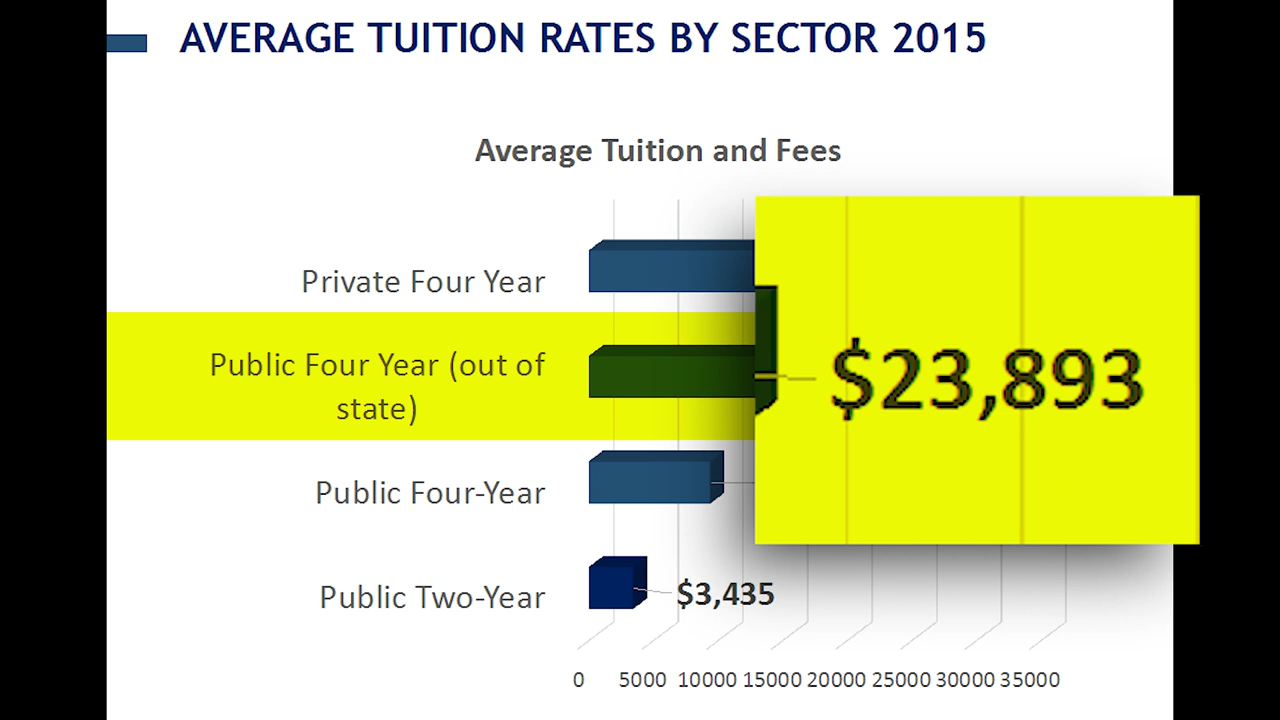 AVERAGE TUITION RATES BY SECTOR 2015
Average Tuition and Fees
Private Four Year
Public Four Year (out of
state)
$23,893
Public Four-Year
Public Two-Year
$3,435
0 5000 10000 15000 20000 25000 30000 35000